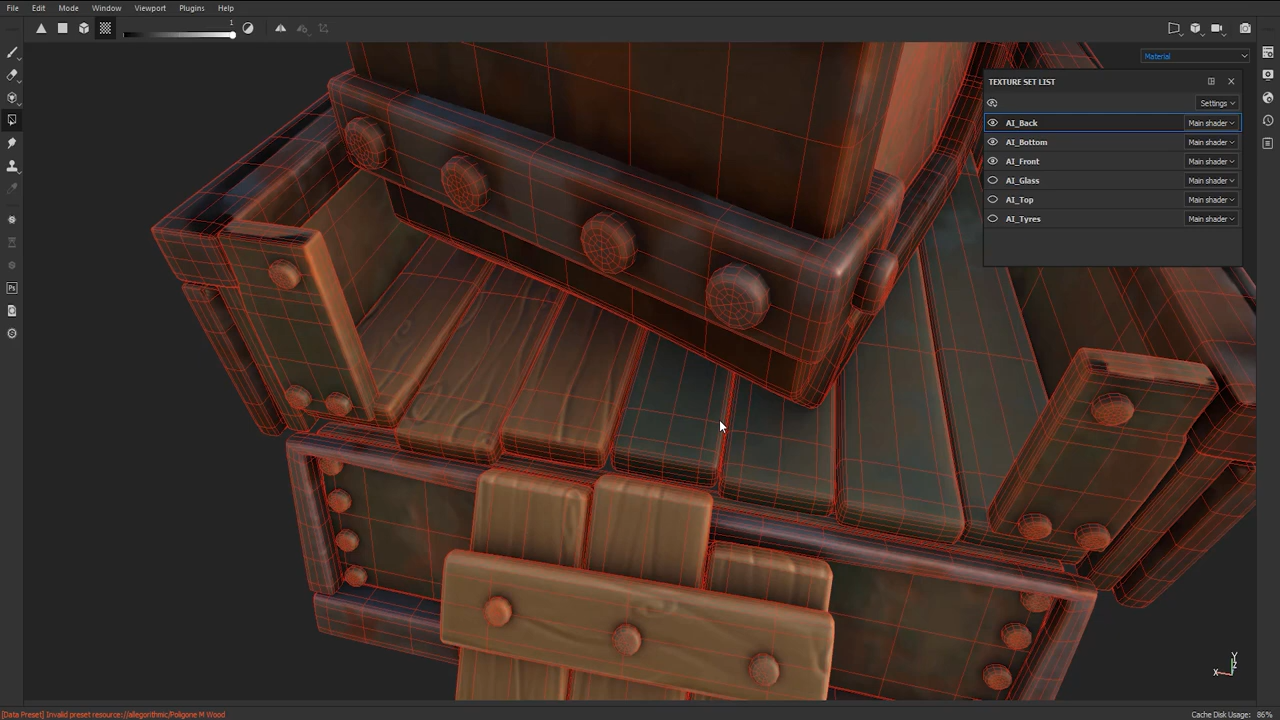 File Edit Mode Window Viewport Plugins Help
1
Material
TEXTURE SET LIST
Settings
AI_Back Main shader
AI_Bottom Main shader
AI_Front Main shader
AI_Glass Main shader
AI_Top Main shader
AI_Tyres Main shader
Ps
Y
Z
X
[Data Preset] Invalid preset resource://allegorithmic/Poligone M Wood
Cache Disk Usage: 86%